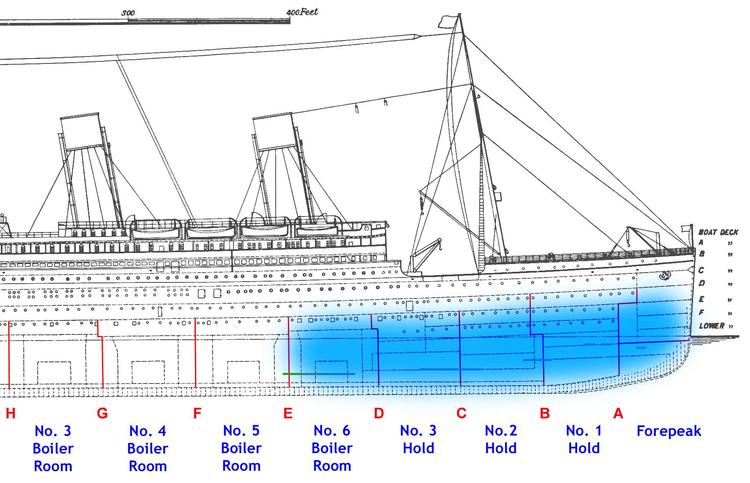 300 400 Feet
BOAT DECK
A "
B "
C "
D "
E "
F "
LOWER "
H G F E D C B A
No. 3 Boiler Room
No. 4 Boiler Room
No. 5 Boiler Room
No. 6 Boiler Room
No. 3 Hold
No.2 Hold
No. 1 Hold
Forepeak